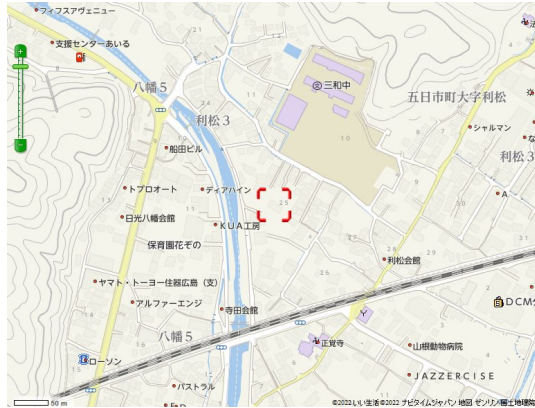 フィフスアヴェニュー
支援センターあいる
八幡5
24
三和中
五日市町大字利松
利松3
10
シャルマン
船田ビル
利松3
トプロオート
ディアハイン
25
A
日光八幡会館
KUA工房
保育園花ぞの
28
29
利松会館
31
ヤマト・トーヨー住器広島（支）
アルファーエンジ
寺田会館
DCM
八幡5
正覚寺
山根動物病院
ローソン
JAZZERCISE
パストラル
50 m
©2022 いい生活 ©2022 ナビタイムジャパン 地図 ゼンリン 国土地理院